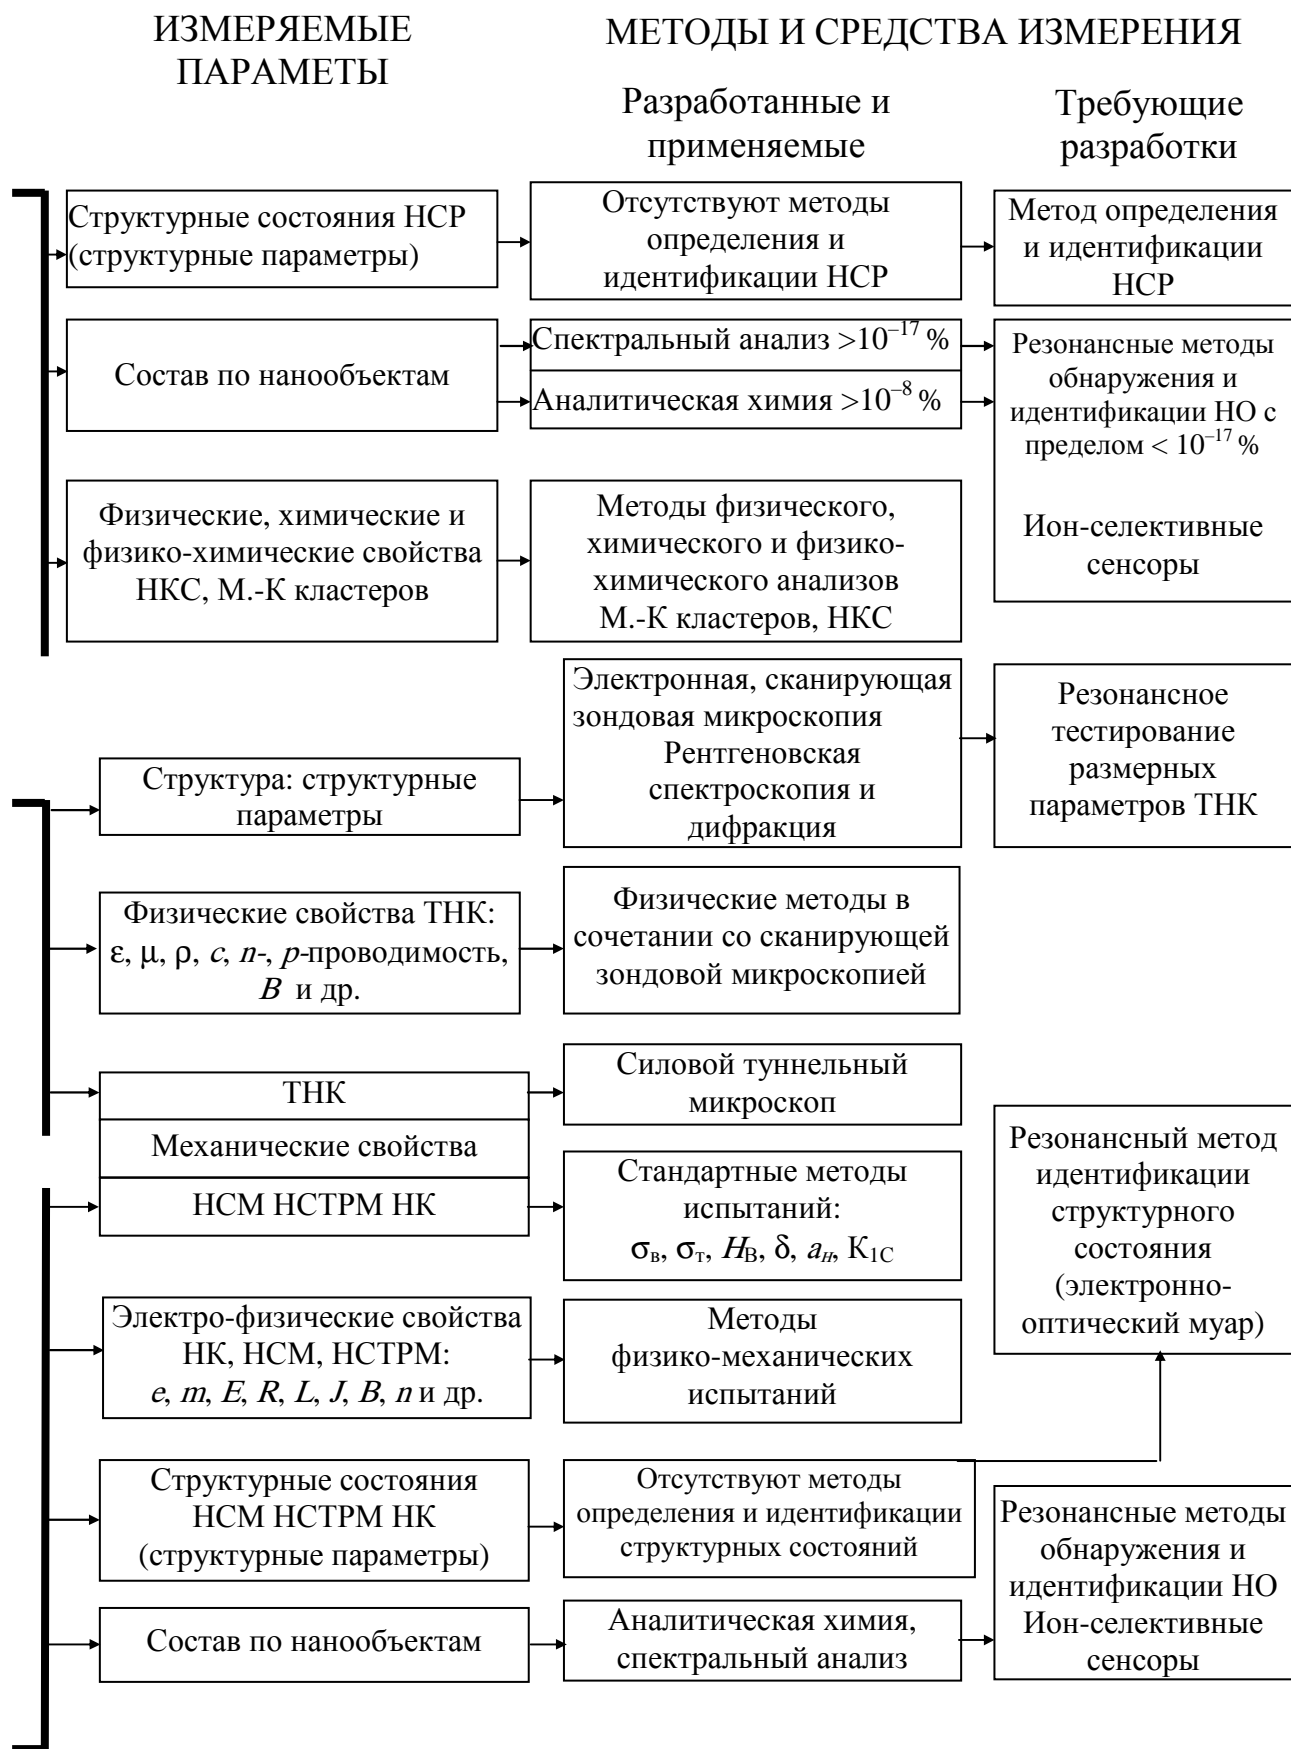 ИЗМЕРЯЕМЫЕ
ПАРАМЕТЫ
МЕТОДЫ И СРЕДСТВА ИЗМЕРЕНИЯ
Разработанные и
применяемые
Требующие
разработки
Структурные состояния НСР
(структурные параметры)
Отсутствуют методы
определения и
идентификации НСР
Метод определения
и идентификации
НСР
Состав по нанообъектам
Спектральный анализ >10⁻¹⁷ %
Аналитическая химия >10⁻⁸ %
Резонансные методы
обнаружения и
идентификации НО с
пределом < 10⁻¹⁷ %
Ион-селективные
сенсоры
Физические, химические и
физико-химические свойства
НКС, М.-К кластеров
Методы физического,
химического и физико-
химического анализов
М.-К кластеров, НКС
Структура: структурные
параметры
Электронная, сканирующая
зондовая микроскопия
Рентгеновская
спектроскопия и
дифракция
Резонансное
тестирование
размерных
параметров ТНК
Физические свойства ТНК:
ε, μ, ρ, c, n-, p-проводимость,
B и др.
Физические методы в
сочетании со сканирующей
зондовой микроскопией
ТНК
Механические свойства
НСМ НСТРМ НК
Силовой туннельный
микроскоп
Стандартные методы
испытаний:
σв, σт, HВ, δ, aн, К1С
Резонансный метод
идентификации
структурного
состояния
(электронно-
оптический муар)
Электро-физические свойства
НК, НСМ, НСТРМ:
e, m, E, R, L, J, B, n и др.
Методы
физико-механических
испытаний
Структурные состояния
НСМ НСТРМ НК
(структурные параметры)
Отсутствуют методы
определения и идентификации
структурных состояний
Состав по нанообъектам
Аналитическая химия,
спектральный анализ
Резонансные методы
обнаружения и
идентификации НО
Ион-селективные
сенсоры